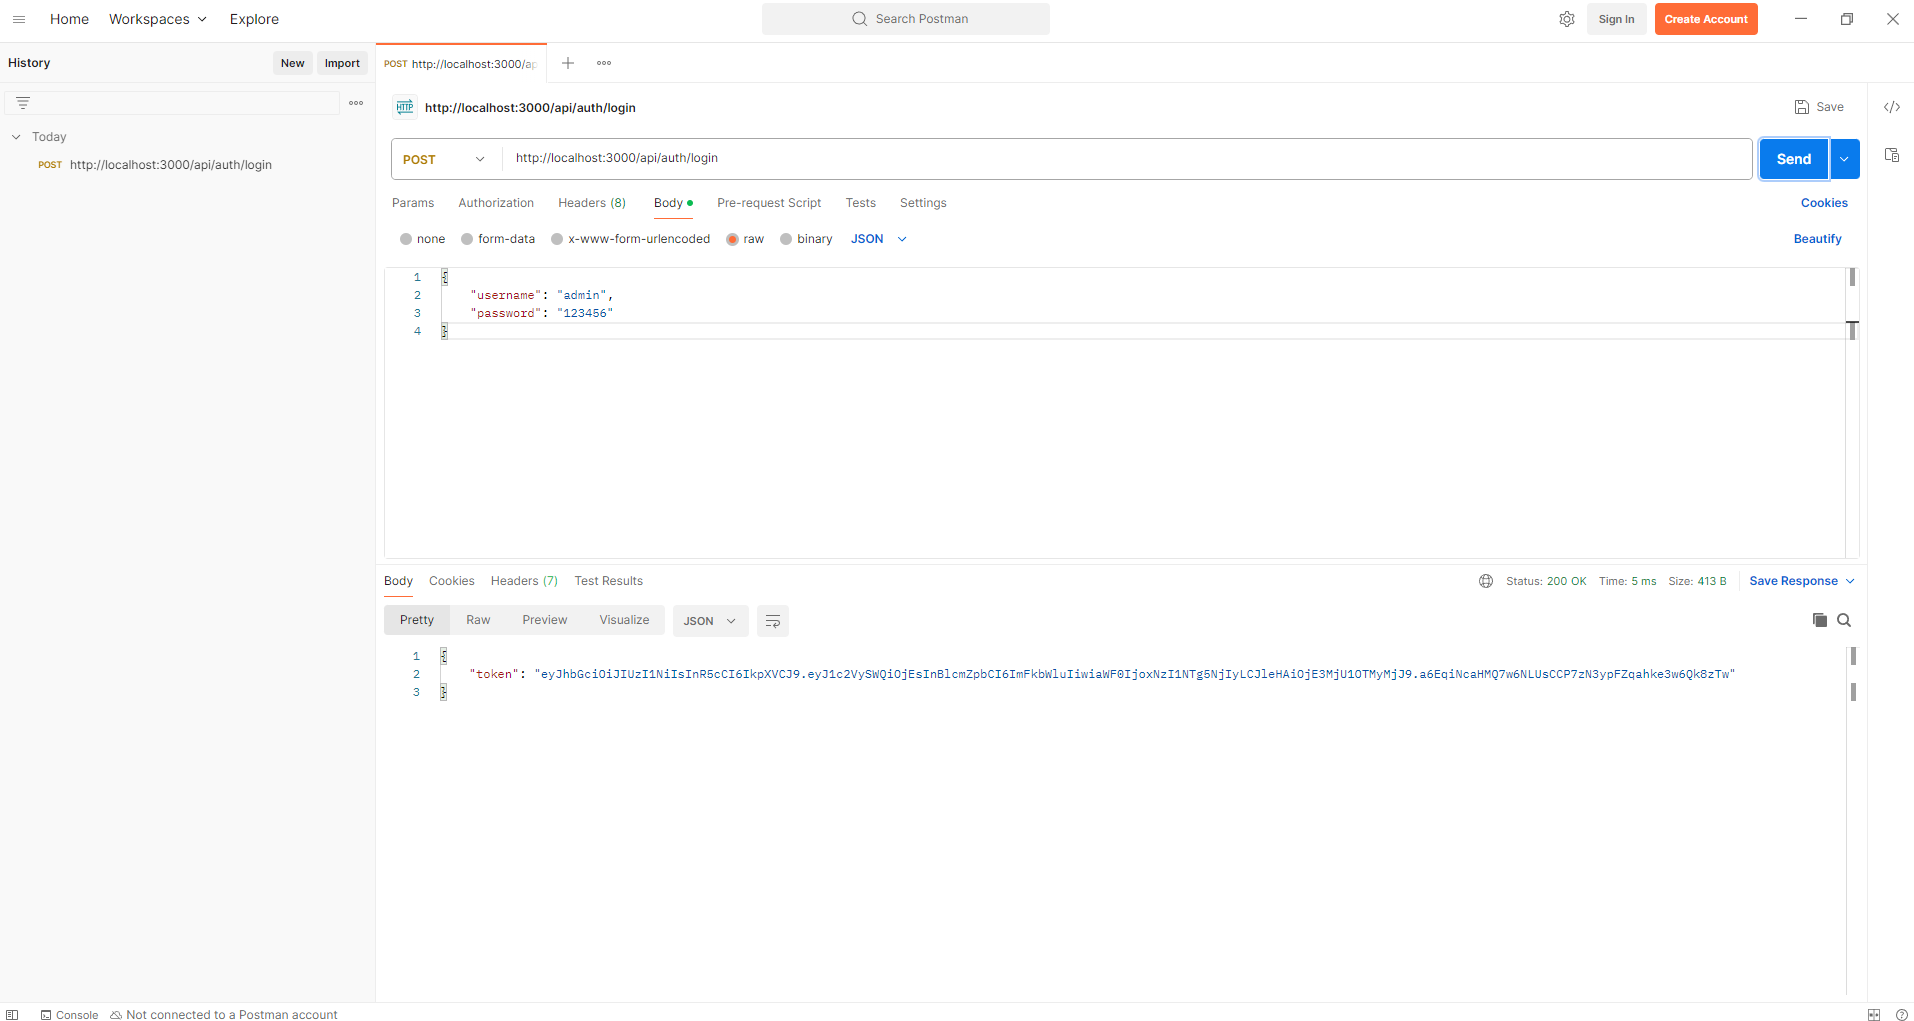 Home Workspaces Explore Search Postman Sign In Create Account
History New Import POST http://localhost:3000/ap
http://localhost:3000/api/auth/login Save
Today
POST http://localhost:3000/api/auth/login
POST http://localhost:3000/api/auth/login Send
Params Authorization Headers (8) Body Pre-request Script Tests Settings Cookies
none form-data x-www-form-urlencoded raw binary JSON Beautify
1 {
2 "username": "admin",
3 "password": "123456"
4 }
Body Cookies Headers (7) Test Results Status: 200 OK Time: 5 ms Size: 413 B Save Response
Pretty Raw Preview Visualize JSON
1 {
2 "token": "eyJhbGciOiJIUzI1NiIsInR5cCI6IkpXVCJ9.eyJ1c2VySWQiOjEsInBlcmZpbCI6ImFkbWluIiwiaWF0IjoxNzI1NTg5NjIyLCJleHAiOjE3MjU1OTMyMjJ9.a6EqiNcaHMQ7w6NLUsCCP7zN3ypFZqahke3w6Qk8zTw"
3 }
Console Not connected to a Postman account